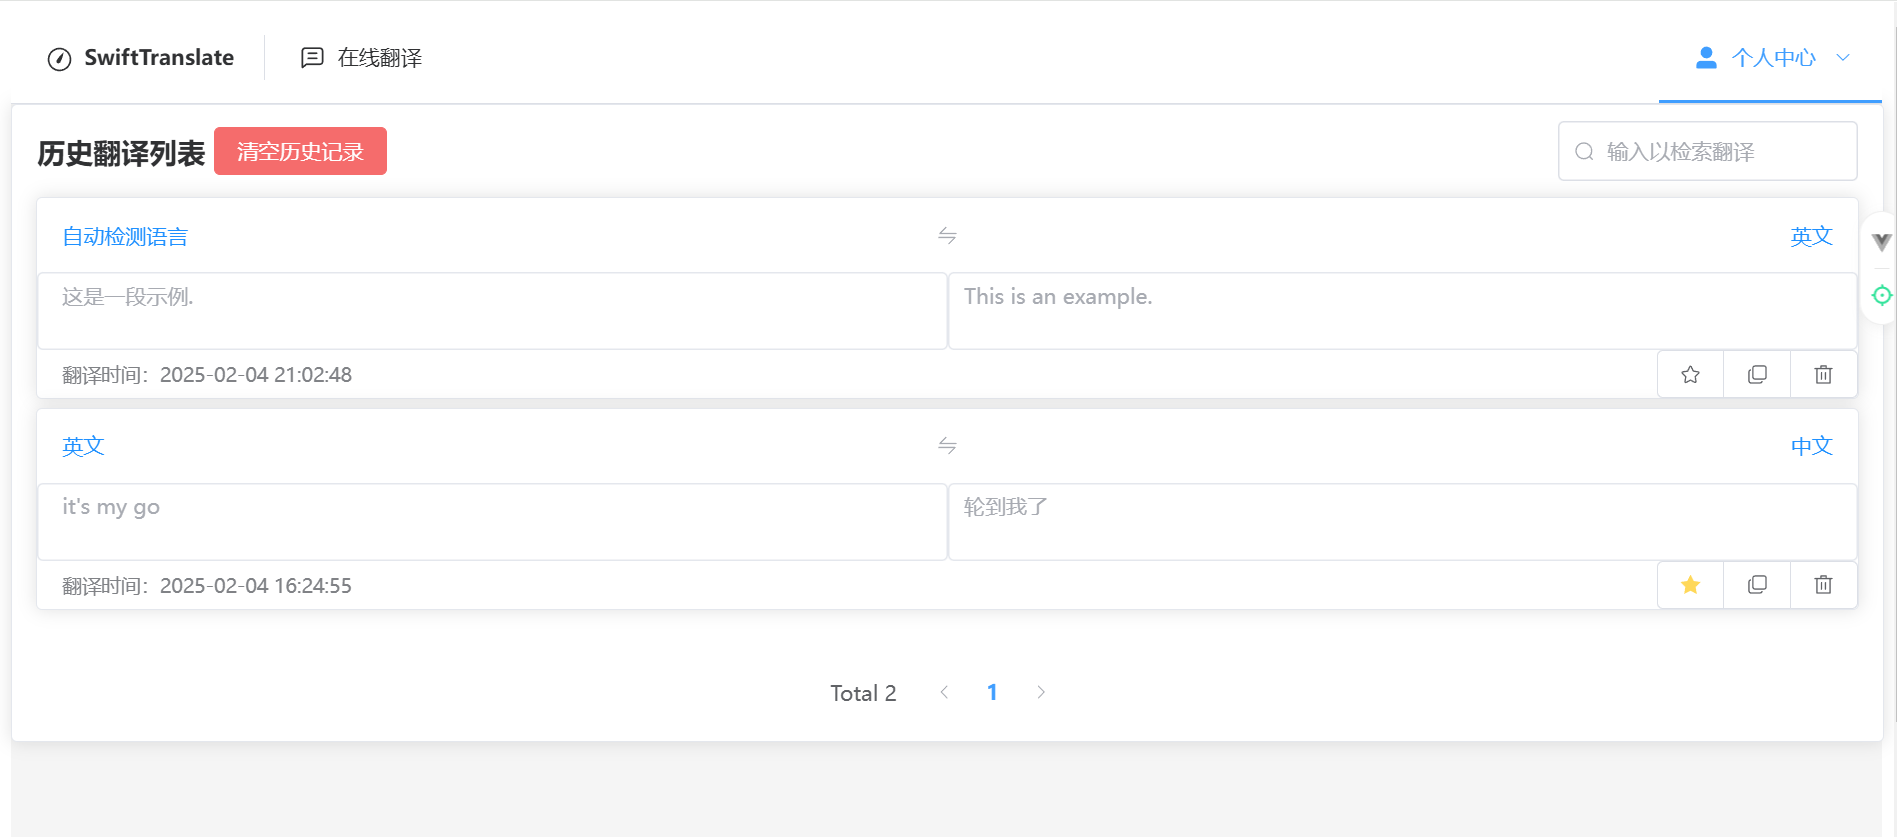 SwiftTranslate 在线翻译 个人中心
历史翻译列表 清空历史记录 输入以检索翻译
自动检测语言 英文
这是一段示例. This is an example.
翻译时间：2025-02-04 21:02:48
英文 中文
it's my go 轮到我了
翻译时间：2025-02-04 16:24:55
Total 2 1